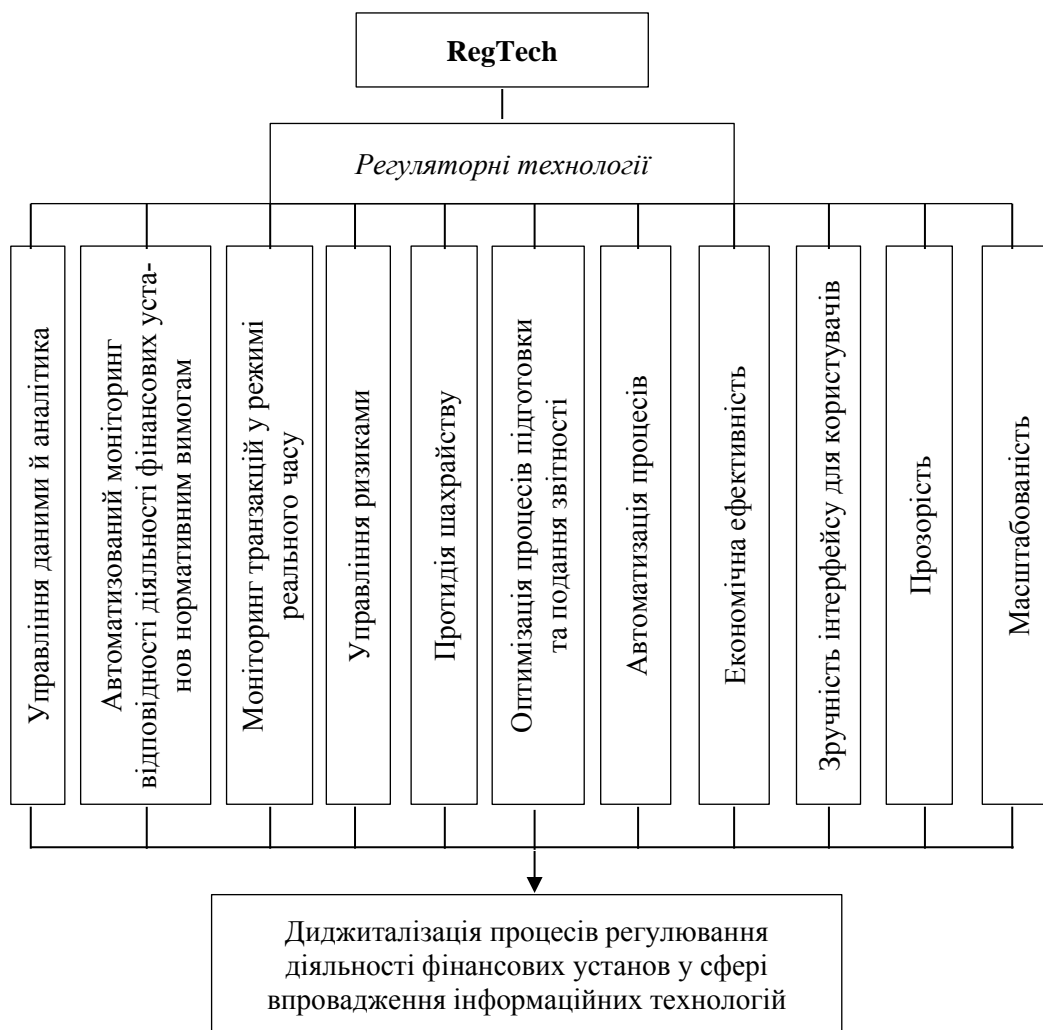 RegTech
Регуляторні технології
Управління даними й аналітика
Автоматизований моніторинг
відповідності діяльності фінансових уста-
нов нормативним вимогам
Моніторинг транзакцій у режимі
реального часу
Управління ризиками
Протидія шахрайству
Оптимізація процесів підготовки
та подання звітності
Автоматизація процесів
Економічна ефективність
Зручність інтерфейсу для користувачів
Прозорість
Масштабованість
Диджиталізація процесів регулювання
діяльності фінансових установ у сфері
впровадження інформаційних технологій